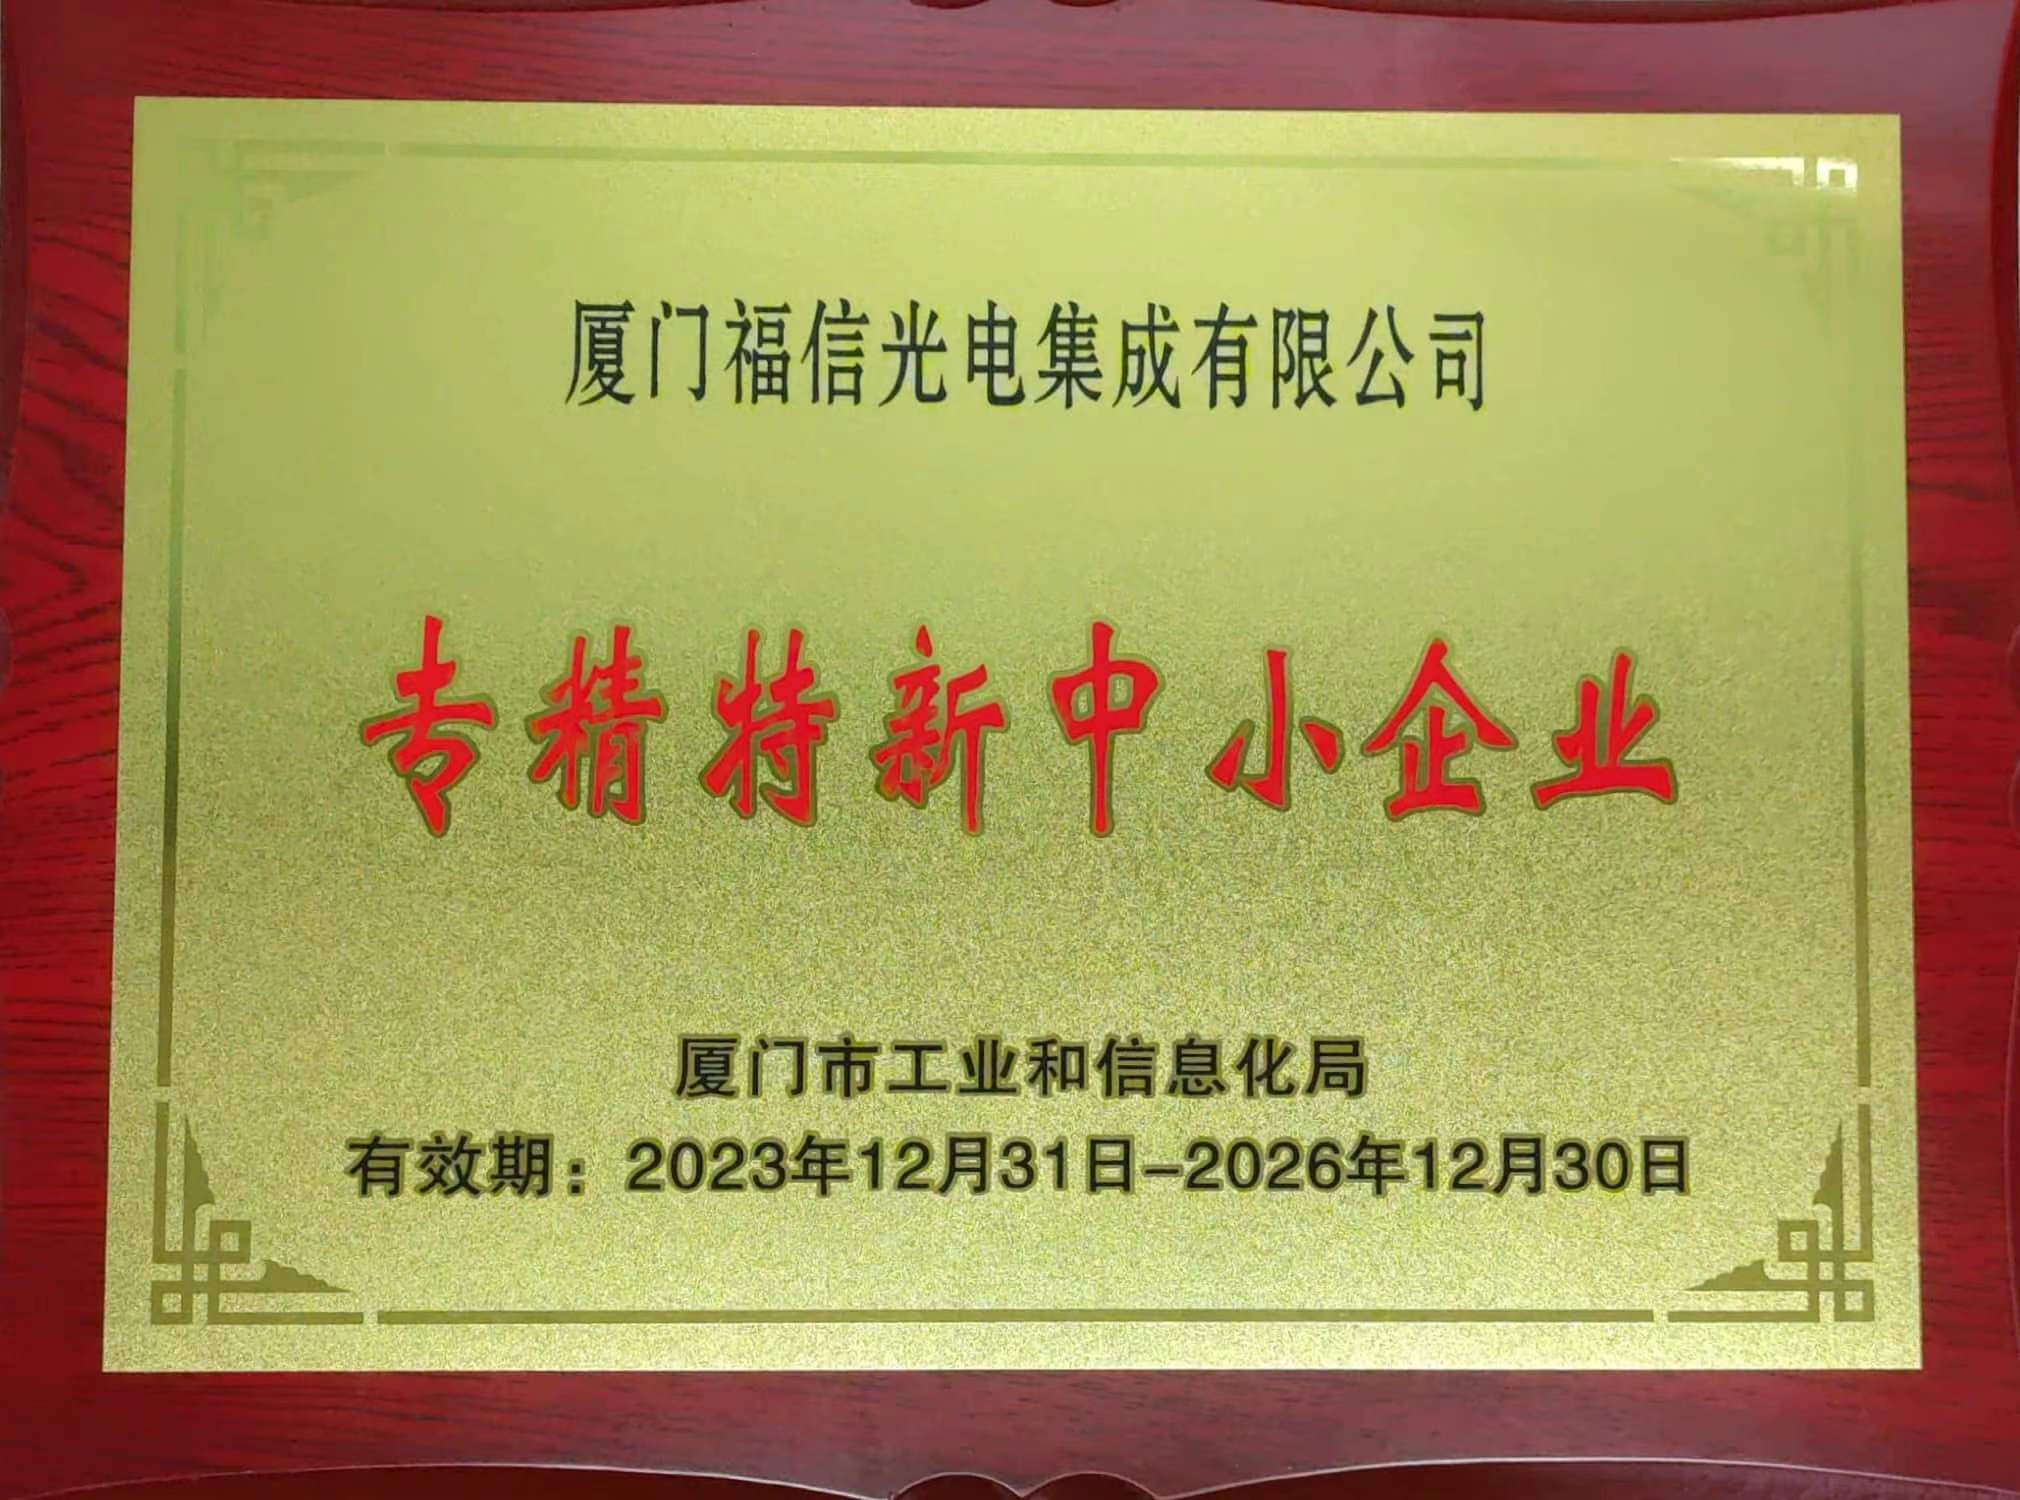 厦门福信光电集成有限公司
专精特新中小企业
厦门市工业和信息化局
有效期：2023年12月31日-2026年12月30日